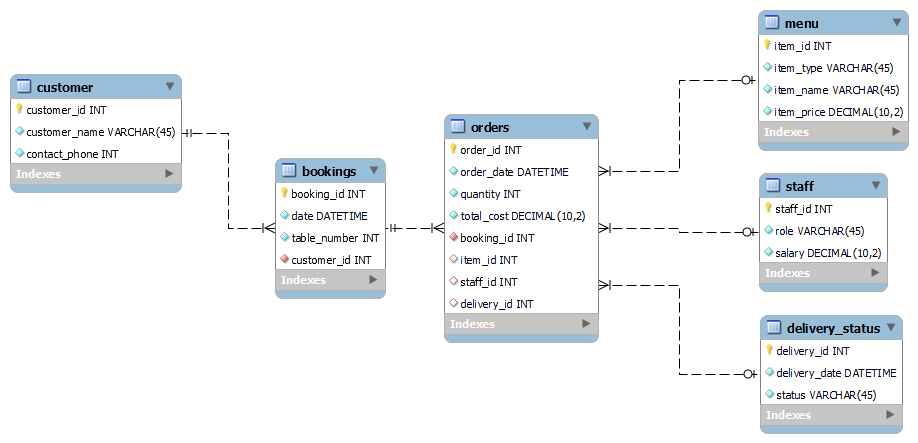 customer
customer_id INT
customer_name VARCHAR(45)
contact_phone INT
Indexes
bookings
booking_id INT
date DATETIME
table_number INT
customer_id INT
Indexes
orders
order_id INT
order_date DATETIME
quantity INT
total_cost DECIMAL(10,2)
booking_id INT
item_id INT
staff_id INT
delivery_id INT
Indexes
menu
item_id INT
item_type VARCHAR(45)
item_name VARCHAR(45)
item_price DECIMAL(10,2)
Indexes
staff
staff_id INT
role VARCHAR(45)
salary DECIMAL(10,2)
Indexes
delivery_status
delivery_id INT
delivery_date DATETIME
status VARCHAR(45)
Indexes